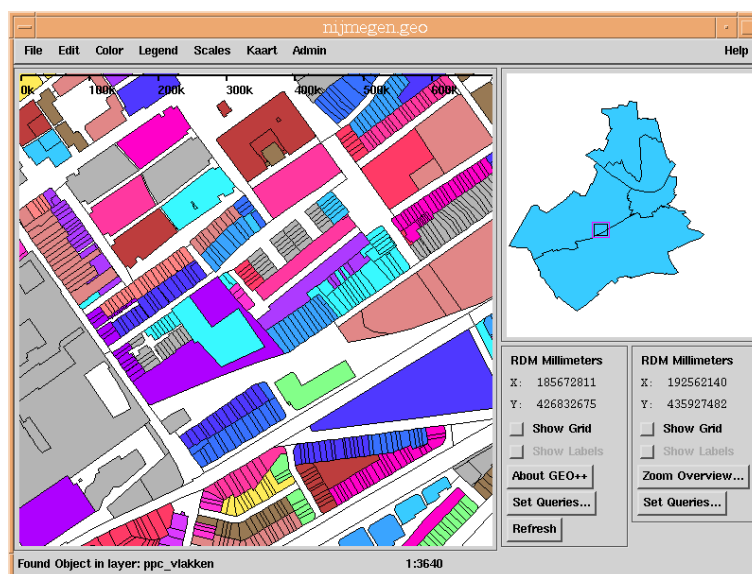 nijmegen.geo
File Edit Color Legend Scales Kaart Admin Help
0k 100k 200k 300k 400k 500k 600k
RDM Millimeters
X: 185672811
Y: 426832675
Show Grid
Show Labels
About GEO++
Set Queries...
Refresh
RDM Millimeters
X: 192562140
Y: 435927482
Show Grid
Show Labels
Zoom Overview...
Set Queries...
Found Object in layer: ppc_vlakken 1:3640